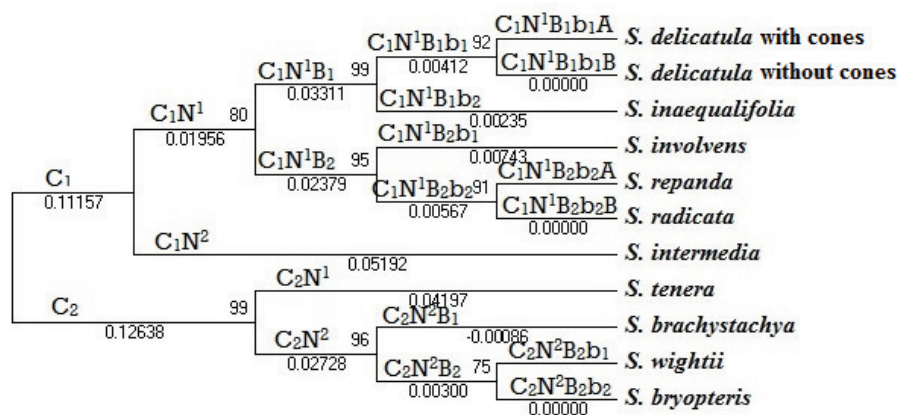 C₁N¹B₁b₁A
C₁N¹B₁b₁ 92 S. delicatula with cones
0.00412 C₁N¹B₁b₁B
C₁N¹B₁ 99 S. delicatula without cones
0.00000
0.03311
C₁N¹B₁b₂ S. inaequalifolia
0.00235
C₁N¹ 80
0.01956
C₁N¹B₂b₁ S. involvens
0.00743
C₁N¹B₂ 95
0.02379
C₁N¹B₂b₂A
C₁N¹B₂b₂ 91 S. repanda
0.00567
C₁N¹B₂b₂B
S. radicata
0.00000
C₁
0.11157
C₁N² S. intermedia
0.05192
C₂N¹ S. tenera
0.04197
C₂ 99
0.12638
C₂N²B₁ S. brachystachya
-0.00086
C₂N² 96
0.02728
C₂N²B₂b₁
C₂N²B₂ 75 S. wightii
0.00300
C₂N²B₂b₂
S. bryopteris
0.00000